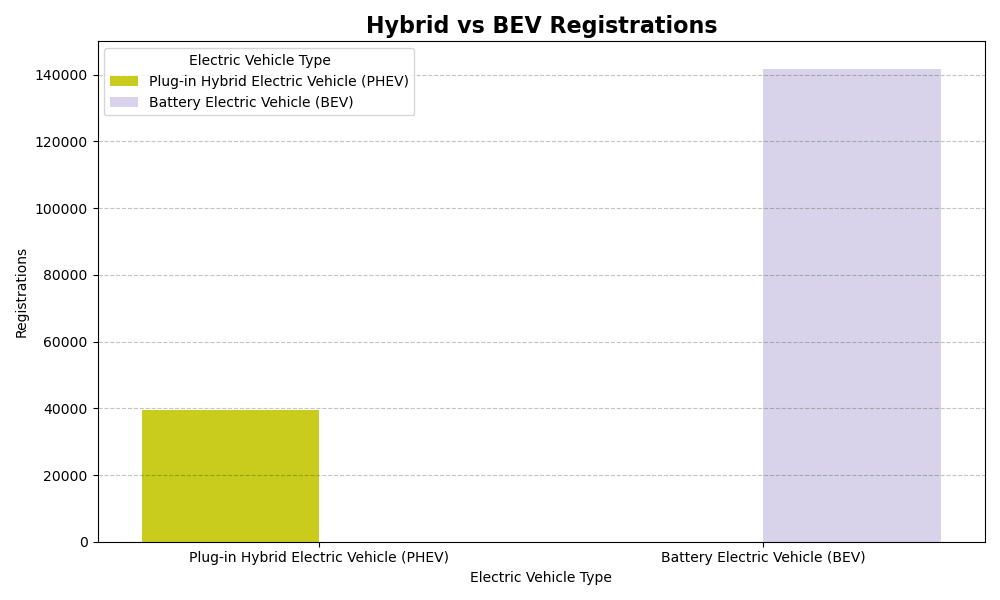 Hybrid vs BEV Registrations
Electric Vehicle Type
Plug-in Hybrid Electric Vehicle (PHEV)
Battery Electric Vehicle (BEV)
Registrations
140000
120000
100000
80000
60000
40000
20000
0
Plug-in Hybrid Electric Vehicle (PHEV)
Battery Electric Vehicle (BEV)
Electric Vehicle Type